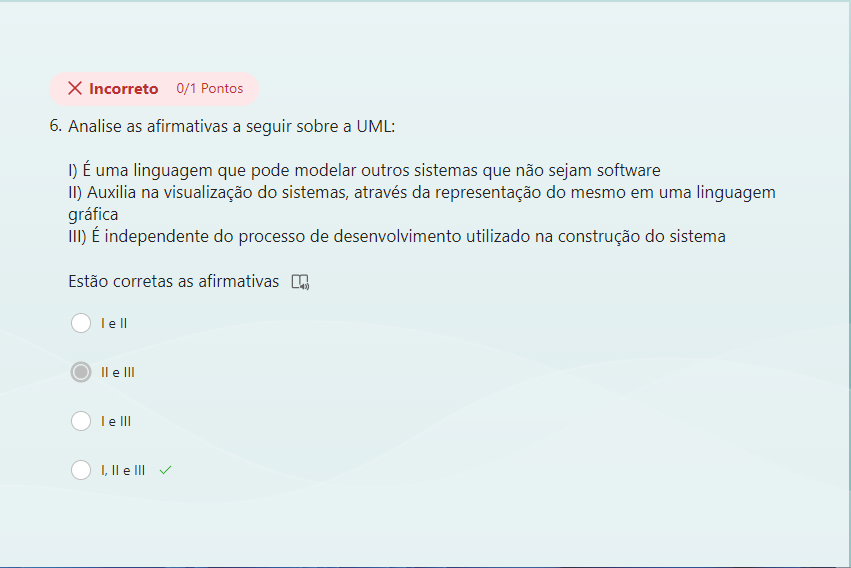 Incorreto 0/1 Pontos
6. Analise as afirmativas a seguir sobre a UML:
I) É uma linguagem que pode modelar outros sistemas que não sejam software
II) Auxilia na visualização do sistemas, através da representação do mesmo em uma linguagem
gráfica
III) É independente do processo de desenvolvimento utilizado na construção do sistema
Estão corretas as afirmativas
I e II
II e III
I e III
I, II e III